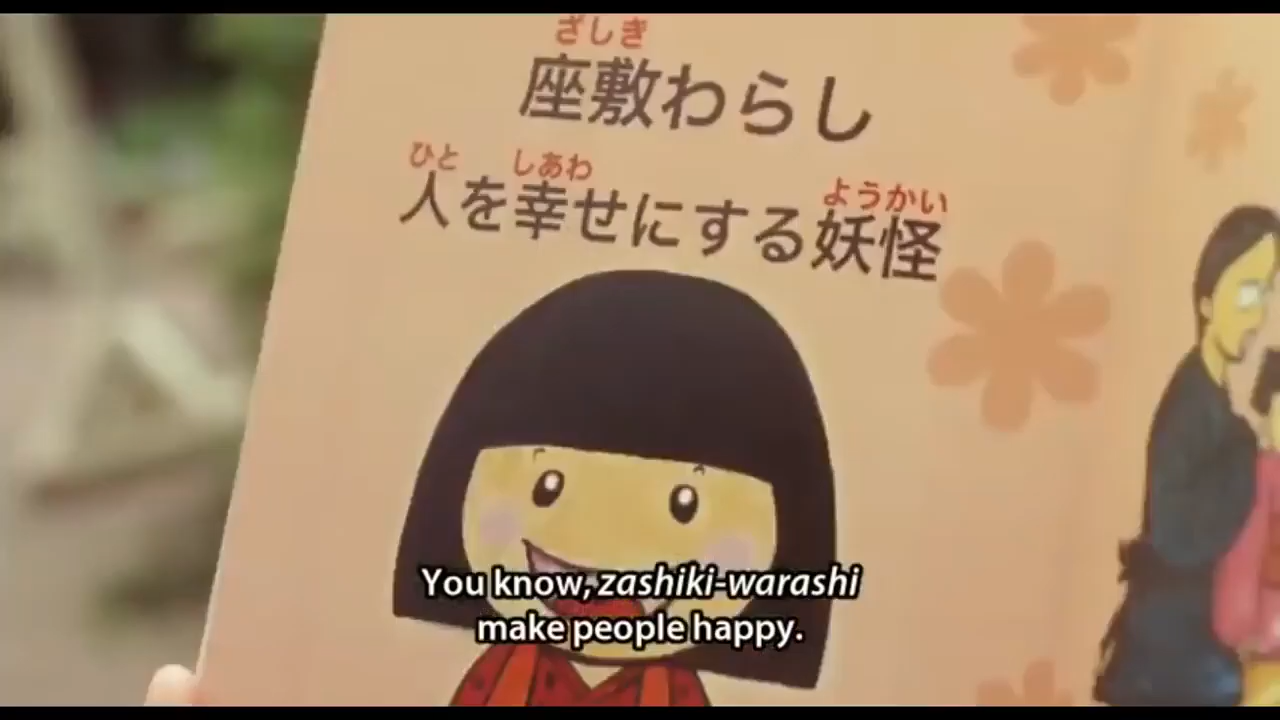 ざしき
座敷わらし
ひと しあわ ようかい
人を幸せにする妖怪
You know, zashiki-warashi
make people happy.